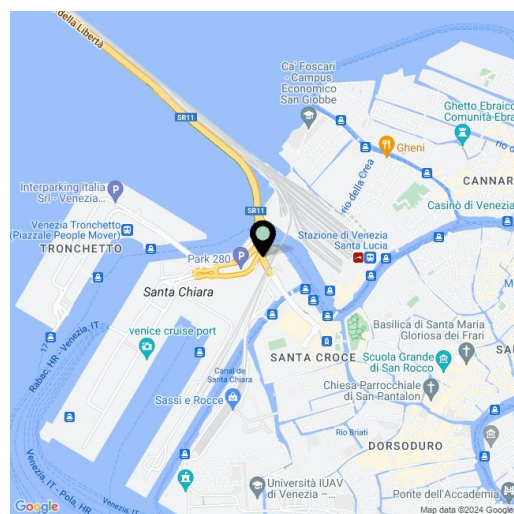 della Libertà
Ca' Foscari
- Campus
Economico
San Giobbe
SR11
Ghetto Ebraico
Comunità Ebra
rio d
Gheni
rio della Crea
CANNAR
Interparking Italia
Srl - Venezia...
Casinò di Venezia
SR11
Venezia Tronchetto
(Piazzale People Mover)
TRONCHETTO
Stazione di Venezia
Santa Lucia
Park 280
Santa Chiara
venice cruise port
Basilica di Santa Maria
Gloriosa dei Frari
SANTA CROCE
SA
17
Rabac, HR - Venezia, IT
Scuola Grande
di San Rocco
Canal de
Santa Chiara
Chiesa Parrocchiale
di San Pantalon
Sassi e Rocce
Rio Briati
DORSODURO
Venezia, IT - Pola, HR
Università IUAV
di Venezia –...
Ponte dell'Accademia
Google
Map data ©2024 Google